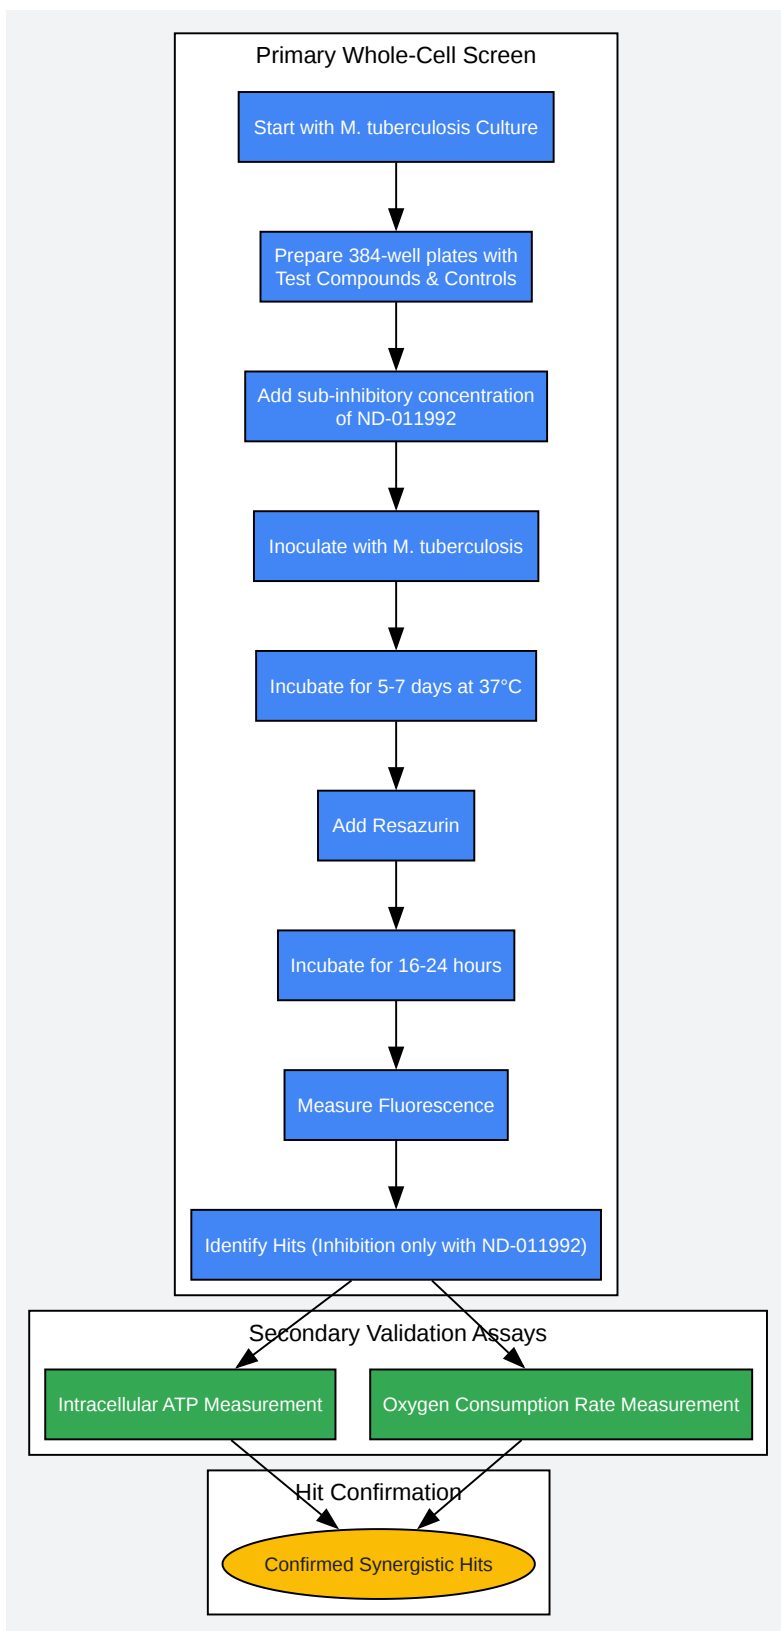 Primary Whole-Cell Screen
Start with M. tuberculosis Culture
Prepare 384-well plates with
Test Compounds & Controls
Add sub-inhibitory concentration
of ND-011992
Inoculate with M. tuberculosis
Incubate for 5-7 days at 37°C
Add Resazurin
Incubate for 16-24 hours
Measure Fluorescence
Identify Hits (Inhibition only with ND-011992)
Secondary Validation Assays
Intracellular ATP Measurement
Oxygen Consumption Rate Measurement
Hit Confirmation
Confirmed Synergistic Hits